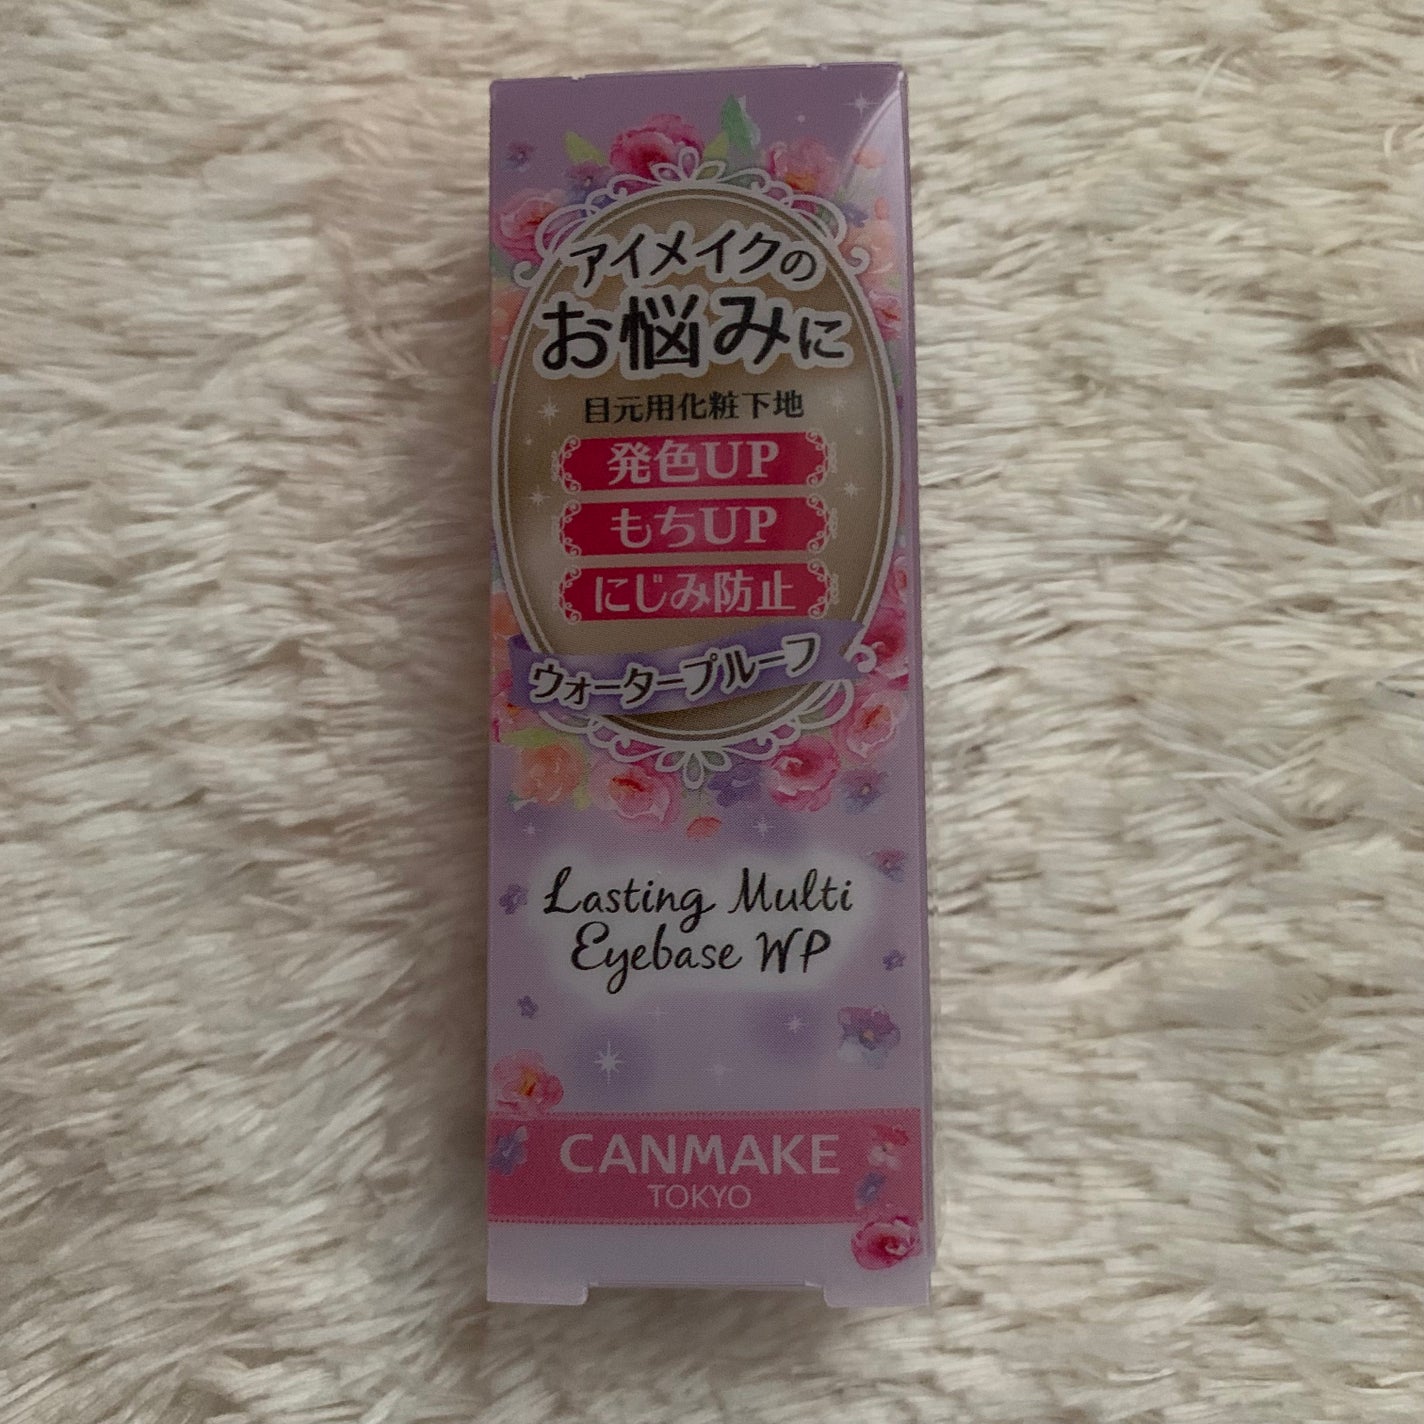 アイメイクの
お悩みに
目元用化粧下地
発色UP
もちUP
にじみ防止
ウォータープルーフ
Lasting Multi
Eyebase WP
CANMAKE
TOKYO